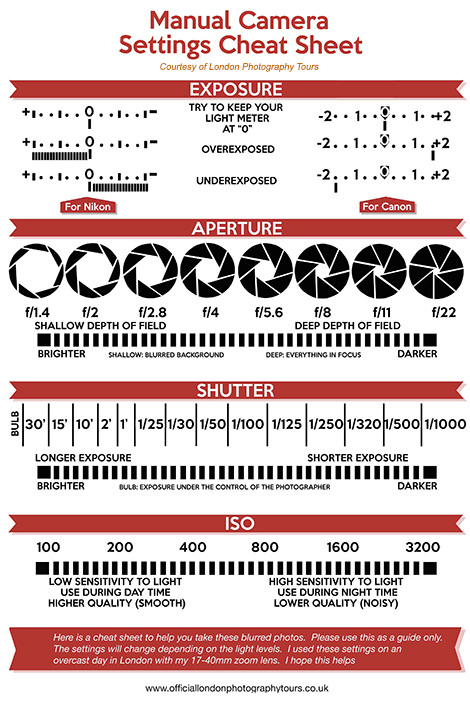 Manual Camera
Settings Cheat Sheet
Courtesy of London Photography Tours
EXPOSURE
+ 0 -
TRY TO KEEP YOUR
LIGHT METER
AT "0"
-2 1 0 1 +2
+ 0 -
OVEREXPOSED
-2 1 0 1 +2
+ 0 -
UNDEREXPOSED
-2 1 0 1 +2
For Nikon
For Canon
APERTURE
f/1.4 f/2 f/2.8 f/4 f/5.6 f/8 f/11 f/22
SHALLOW DEPTH OF FIELD DEEP DEPTH OF FIELD
BRIGHTER SHALLOW: BLURRED BACKGROUND DEEP: EVERYTHING IN FOCUS DARKER
SHUTTER
BULB 30' 15' 10' 2' 1' 1/25 1/30 1/50 1/100 1/125 1/250 1/320 1/500 1/1000
LONGER EXPOSURE SHORTER EXPOSURE
BRIGHTER BULB: EXPOSURE UNDER THE CONTROL OF THE PHOTOGRAPHER DARKER
ISO
100 200 400 800 1600 3200
LOW SENSITIVITY TO LIGHT
USE DURING DAY TIME
HIGHER QUALITY (SMOOTH)
HIGH SENSITIVITY TO LIGHT
USE DURING NIGHT TIME
LOWER QUALITY (NOISY)
Here is a cheat sheet to help you take these blurred photos. Please use this as a guide only.
The settings will change depending on the light levels. I used these settings on an
overcast day in London with my 17-40mm zoom lens. I hope this helps
www.officiallondonphotographytours.co.uk